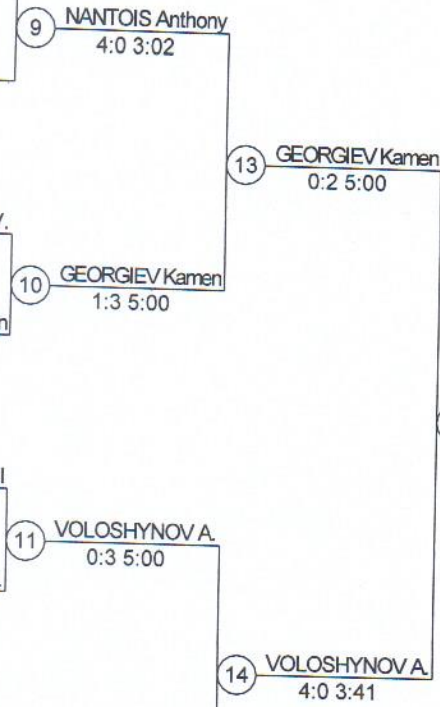 9 NANTOIS Anthony
4:0 3:02
13 GEORGIEV Kamen
0:2 5:00
10 GEORGIEV Kamen
1:3 5:00
11 VOLOSHYNOV A.
0:3 5:00
14 VOLOSHYNOV A.
4:0 3:41